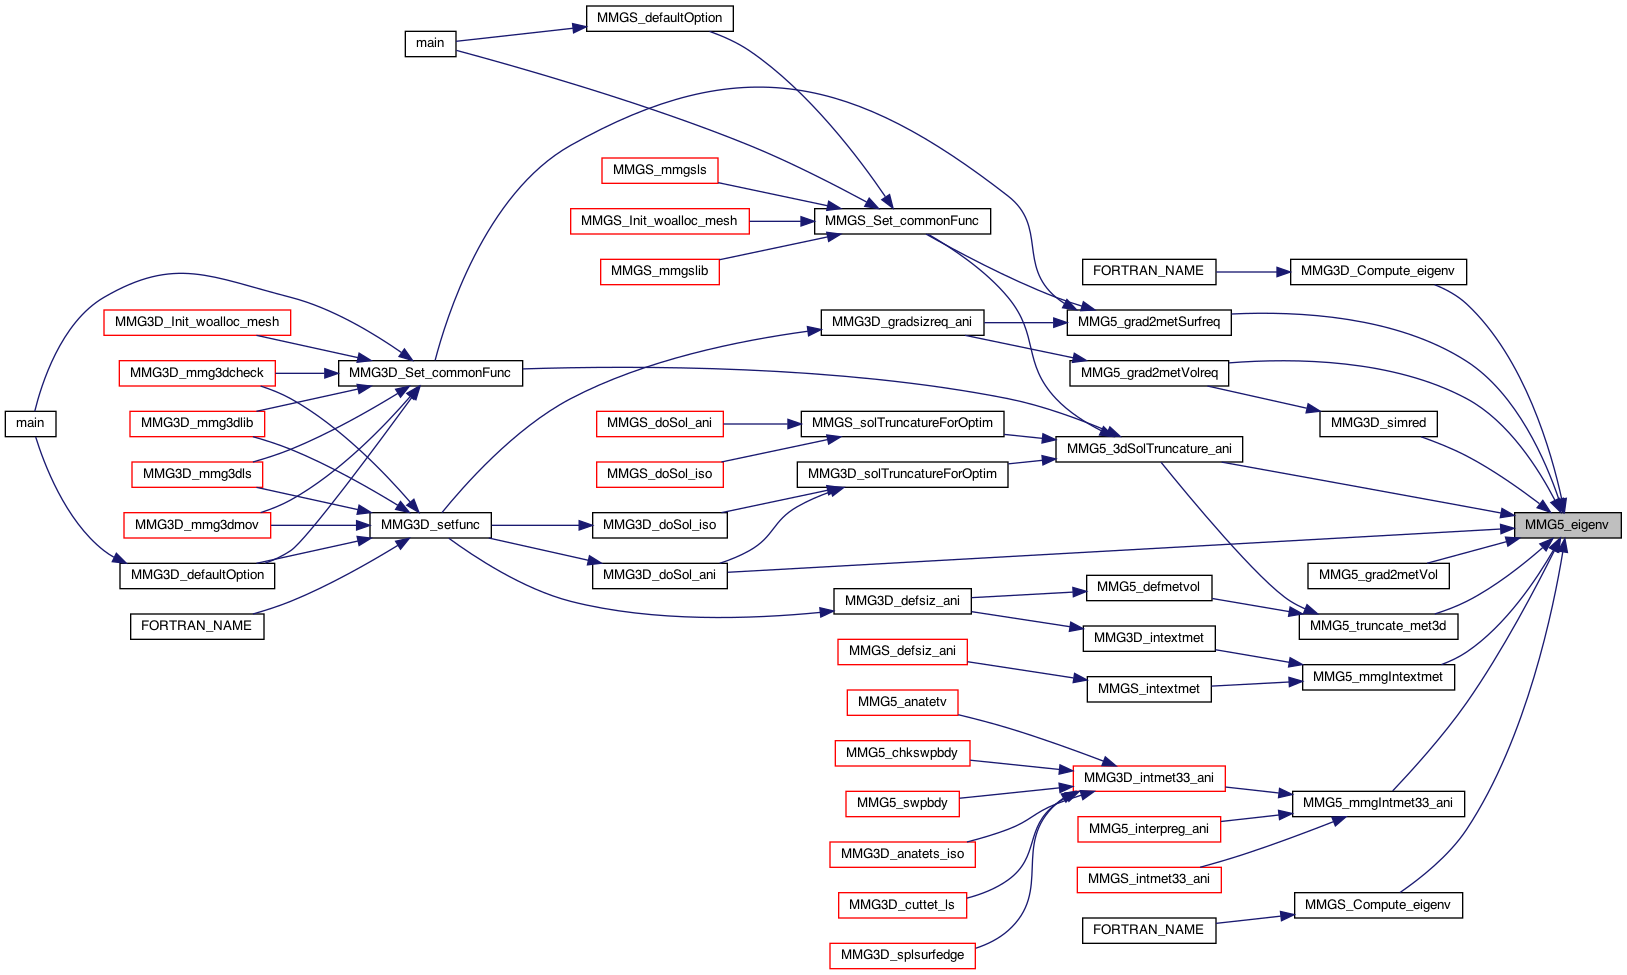 MMGS_defaultOption
main
MMGS_mmgsls
MMGS_Set_commonFunc
MMGS_Init_woalloc_mesh
MMGS_mmgslib
FORTRAN_NAME
MMG3D_Compute_eigenv
MMG3D_Init_woalloc_mesh
MMG3D_gradsizreq_ani
MMG5_grad2metSurfreq
MMG3D_mmg3dcheck
MMG3D_Set_commonFunc
MMG5_grad2metVolreq
main
MMG3D_mmg3dlib
MMGS_doSol_ani
MMGS_solTruncatureForOptim
MMG3D_simred
MMG5_3dSolTruncature_ani
MMG3D_mmg3dls
MMGS_doSol_iso
MMG3D_solTruncatureForOptim
MMG3D_mmg3dmov
MMG3D_setfunc
MMG3D_doSol_iso
MMG5_eigenv
MMG3D_defaultOption
MMG3D_doSol_ani
MMG5_grad2metVol
MMG3D_defsiz_ani
MMG5_defmetvol
FORTRAN_NAME
MMG5_truncate_met3d
MMG3D_intextmet
MMGS_defsiz_ani
MMG5_mmgIntextmet
MMGS_intextmet
MMG5_anatetv
MMG5_chkswpbdy
MMG3D_intmet33_ani
MMG5_swpbdy
MMG5_mmgIntmet33_ani
MMG5_interpreg_ani
MMG3D_anatets_iso
MMGS_intmet33_ani
MMG3D_cuttet_ls
MMGS_Compute_eigenv
FORTRAN_NAME
MMG3D_splsurfedge